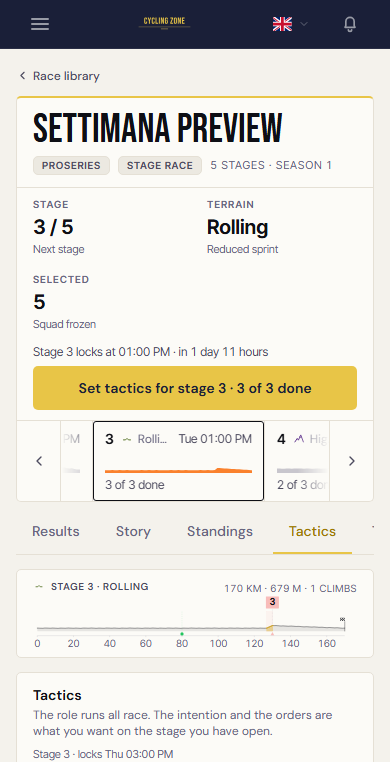 CYCLING ZONE
Race library
SETTIMANA PREVIEW
PROSERIES STAGE RACE 5 STAGES · SEASON 1
STAGE TERRAIN
3 / 5 Rolling
Next stage Reduced sprint
SELECTED
5
Squad frozen
Stage 3 locks at 01:00 PM · in 1 day 11 hours
Set tactics for stage 3 · 3 of 3 done
PM 3 Rolli... Tue 01:00 PM 4 Hig
3 of 3 done 2 of 3 don
Results Story Standings Tactics
STAGE 3 · ROLLING 170 KM · 679 M · 1 CLIMBS
3
0 20 40 60 80 100 120 140 160
Tactics
The role runs all race. The intention and the orders are
what you want on the stage you have open.
Stage 3 · locks Thu 03:00 PM